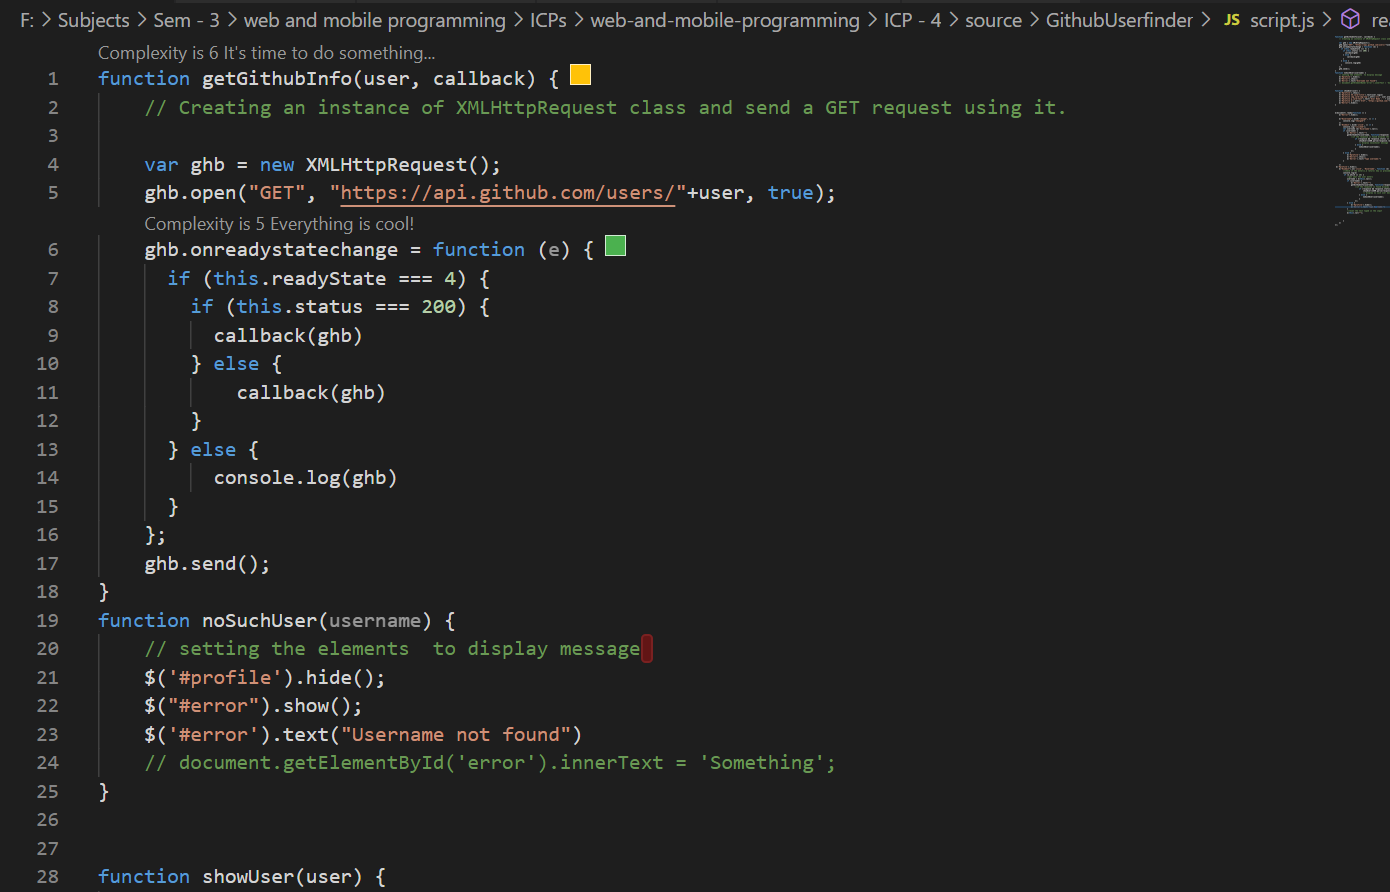 F: > Subjects > Sem - 3 > web and mobile programming > ICPs > web-and-mobile-programming > ICP - 4 > source > GithubUserfinder > JS script.js > re
Complexity is 6 It's time to do something...
1 function getGithubInfo(user, callback) {
2 // Creating an instance of XMLHttpRequest class and send a GET request using it.
3
4 var ghb = new XMLHttpRequest();
5 ghb.open("GET", "https://api.github.com/users/"+user, true);
Complexity is 5 Everything is cool!
6 ghb.onreadystatechange = function (e) {
7 if (this.readyState === 4) {
8 if (this.status === 200) {
9 callback(ghb)
10 } else {
11 callback(ghb)
12 }
13 } else {
14 console.log(ghb)
15 }
16 };
17 ghb.send();
18 }
19 function noSuchUser(username) {
20 // setting the elements  to display message
21 $('#profile').hide();
22 $("#error").show();
23 $('#error').text("Username not found")
24 // document.getElementById('error').innerText = 'Something';
25 }
26
27
28 function showUser(user) {